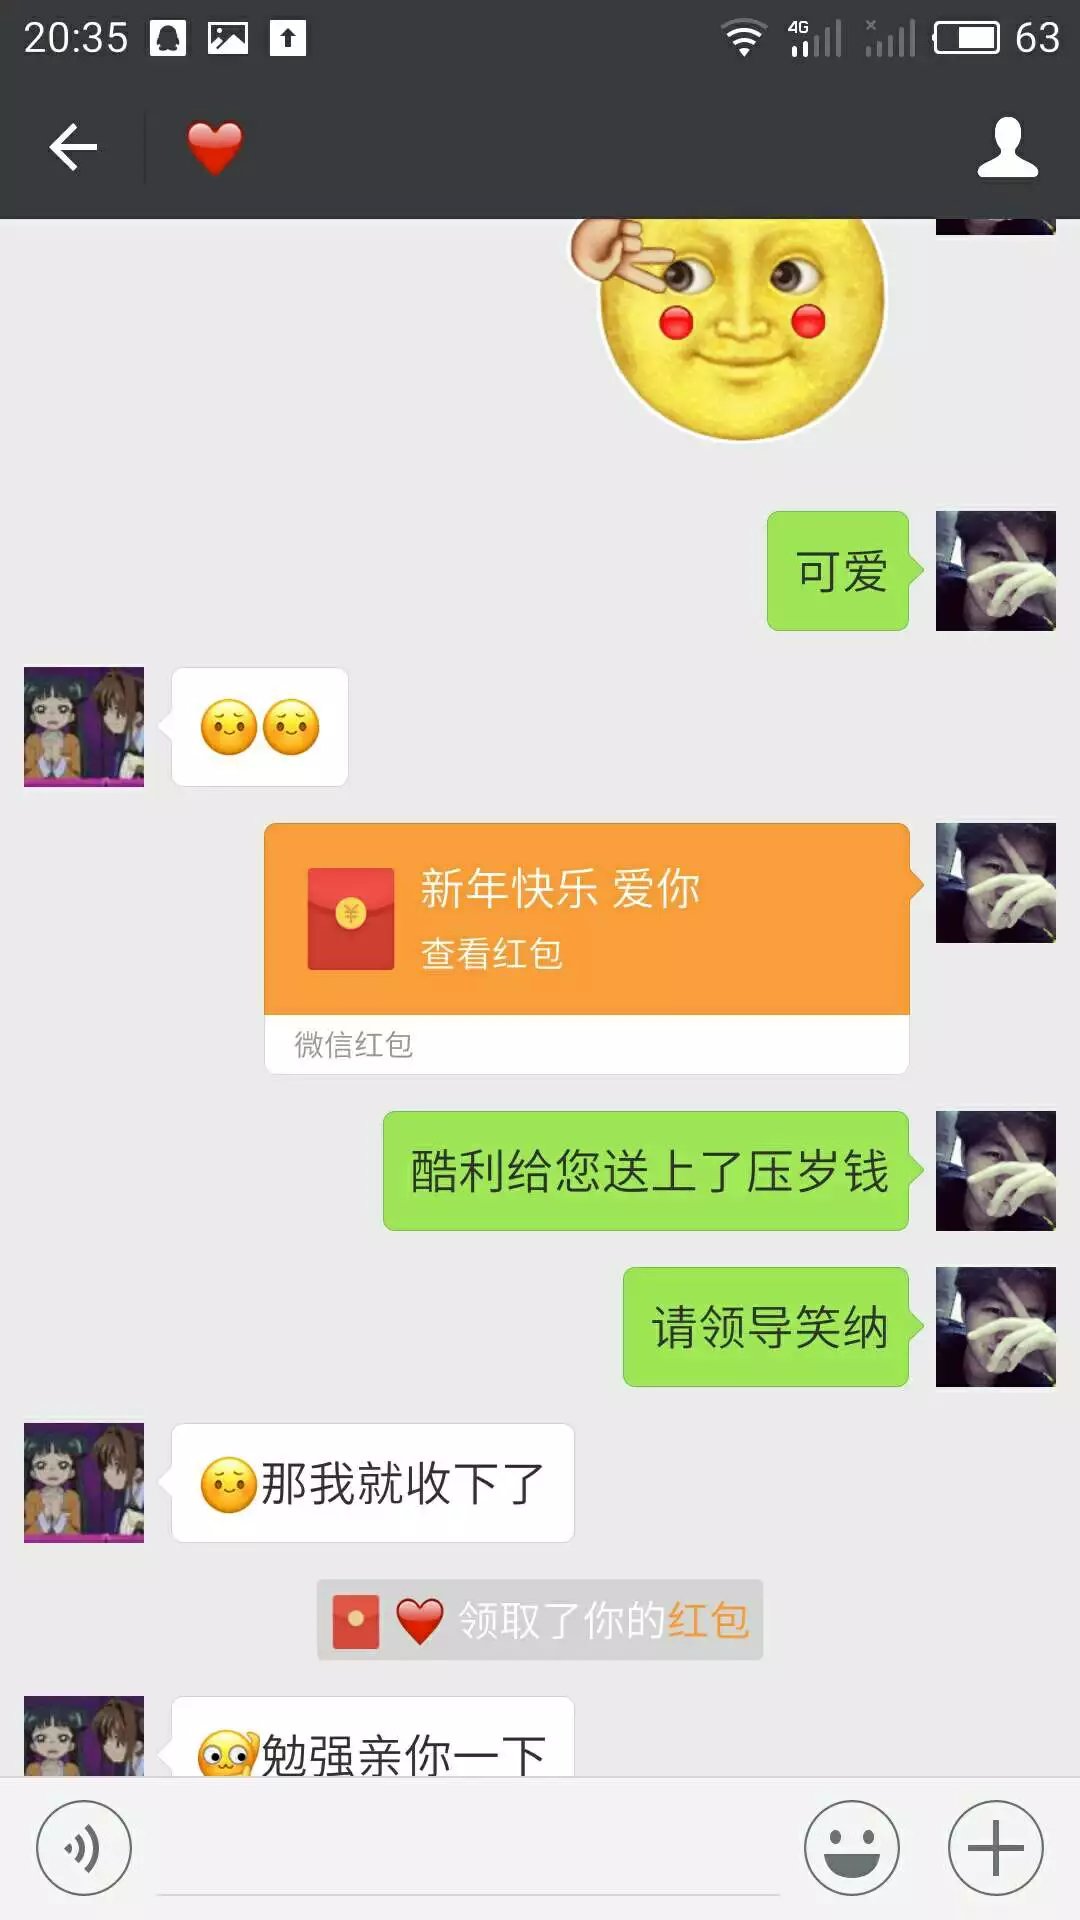 20:35
4G
63
可爱
新年快乐 爱你
查看红包
微信红包
酷利给您送上了压岁钱
请领导笑纳
那我就收下了
领取了你的红包
勉强亲你一下